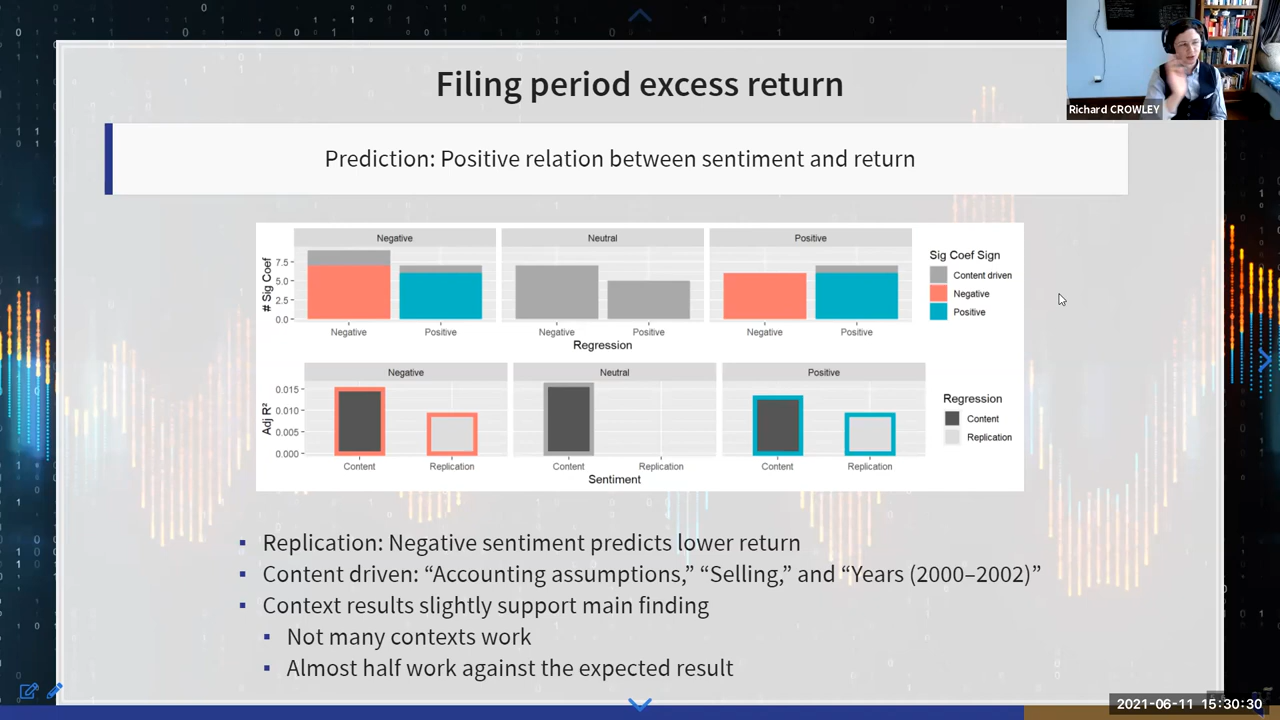 Filing period excess return
Richard CROWLEY
Prediction: Positive relation between sentiment and return
Negative Neutral Positive
# Sig Coef
7.5
5.0
2.5
0.0
Negative Positive Negative Positive Negative Positive
Regression
Sig Coef Sign
Content driven
Negative
Positive
Negative Neutral Positive
Adj R²
0.015
0.010
0.005
0.000
Content Replication Content Replication Content Replication
Sentiment
Regression
Content
Replication
▪ Replication: Negative sentiment predicts lower return
▪ Content driven: “Accounting assumptions,” “Selling,” and “Years (2000–2002)”
▪ Context results slightly support main finding
▪ Not many contexts work
▪ Almost half work against the expected result
2021-06-11 15:30:30